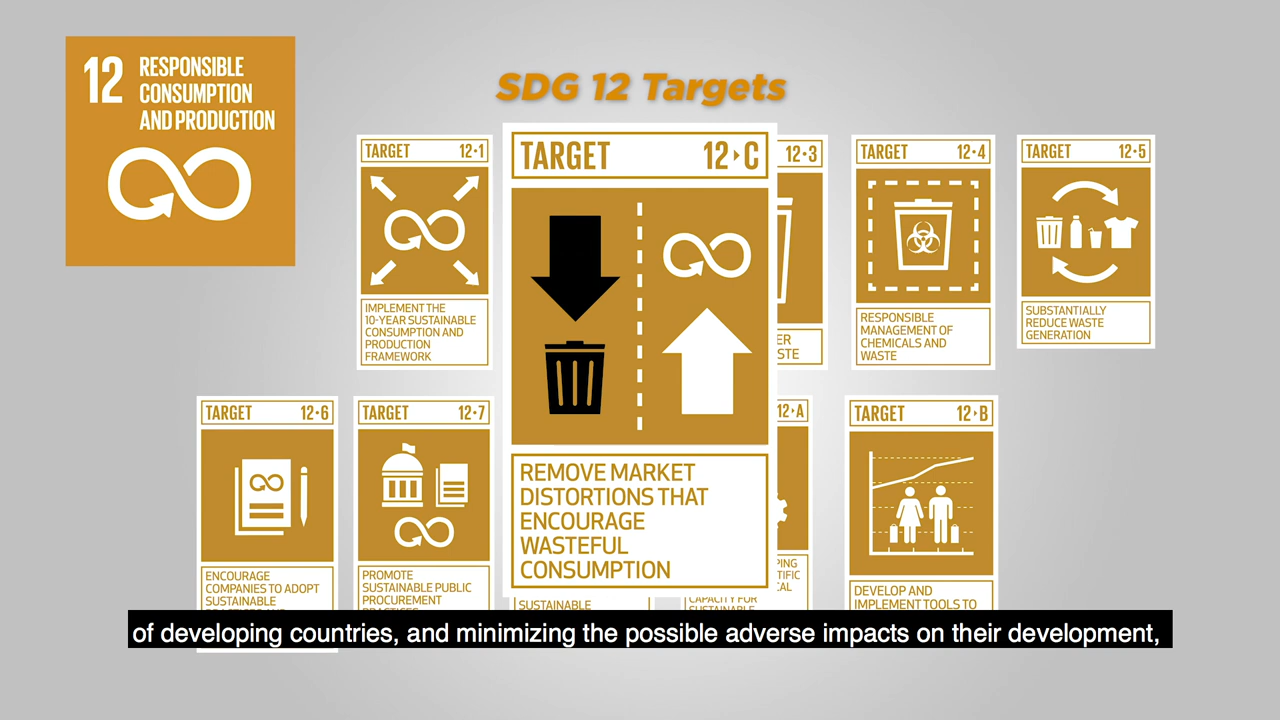 12 RESPONSIBLE
CONSUMPTION
AND PRODUCTION
SDG 12 Targets
TARGET 12·1
IMPLEMENT THE
10-YEAR SUSTAINABLE
CONSUMPTION AND
PRODUCTION
FRAMEWORK
TARGET 12▸C
REMOVE MARKET
DISTORTIONS THAT
ENCOURAGE
WASTEFUL
CONSUMPTION
12·3
TARGET 12·4
RESPONSIBLE
MANAGEMENT OF
CHEMICALS AND
WASTE
TARGET 12·5
SUBSTANTIALLY
REDUCE WASTE
GENERATION
TARGET 12·6
ENCOURAGE
COMPANIES TO ADOPT
SUSTAINABLE
TARGET 12·7
PROMOTE
SUSTAINABLE PUBLIC
PROCUREMENT
SUSTAINABLE
12▸A
CAPACITY FOR
SUSTAINABLE
TARGET 12▸B
DEVELOP AND
IMPLEMENT TOOLS TO
of developing countries, and minimizing the possible adverse impacts on their development,